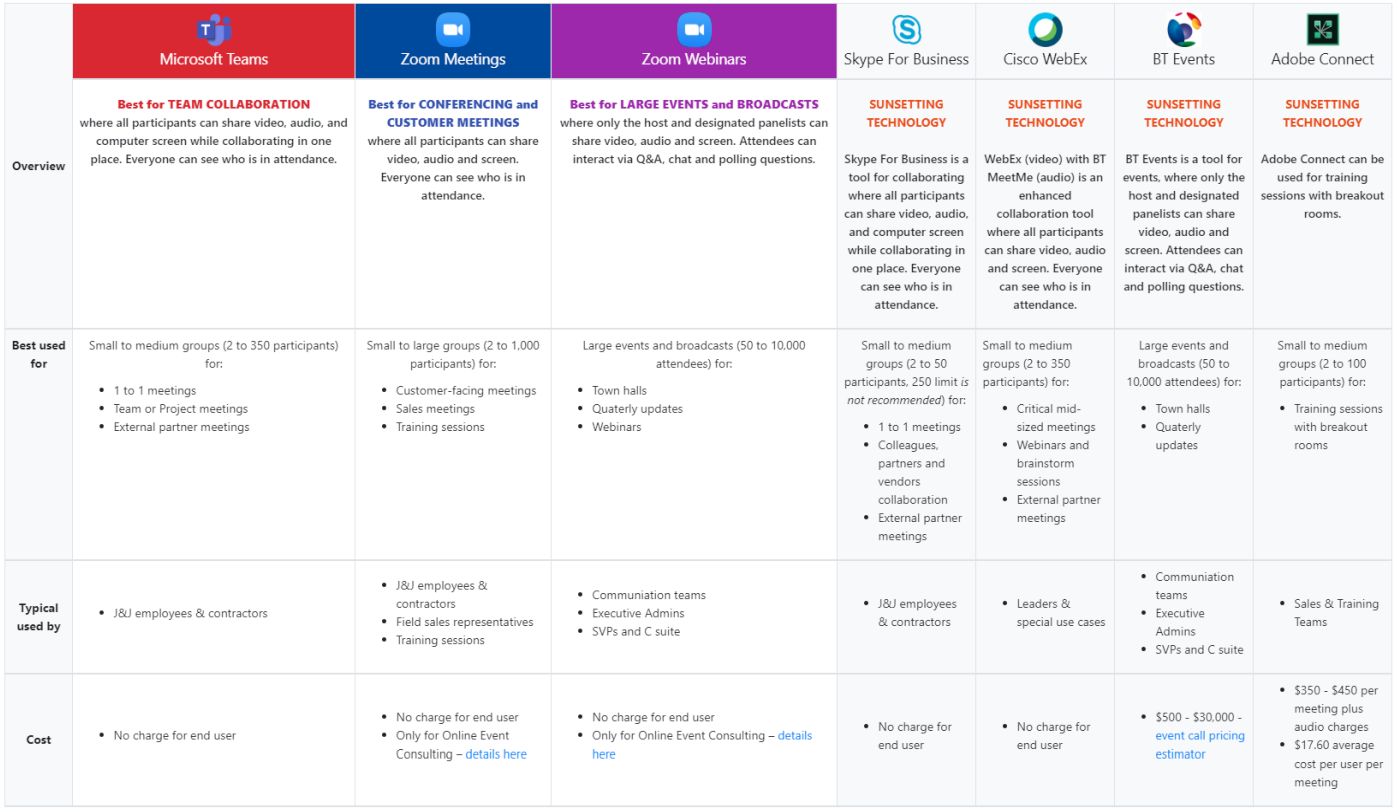 Microsoft Teams
Zoom Meetings
Zoom Webinars
Skype For Business
Cisco WebEx
BT Events
Adobe Connect
Overview
Best for TEAM COLLABORATION
where all participants can share video, audio, and
computer screen while collaborating in one
place. Everyone can see who is in attendance.
Best for CONFERENCING and
CUSTOMER MEETINGS
where all participants can share
video, audio and screen.
Everyone can see who is in
attendance.
Best for LARGE EVENTS and BROADCASTS
where only the host and designated panelists can
share video, audio and screen. Attendees can
interact via Q&A, chat and polling questions.
SUNSETTING
TECHNOLOGY
Skype For Business is a
tool for collaborating
where all participants
can share video, audio,
and computer screen
while collaborating in
one place. Everyone
can see who is in
attendance.
SUNSETTING
TECHNOLOGY
WebEx (video) with BT
MeetMe (audio) is an
enhanced
collaboration tool
where all participants
can share video, audio
and screen. Everyone
can see who is in
attendance.
SUNSETTING
TECHNOLOGY
BT Events is a tool for
events, where only the
host and designated
panelists can share
video, audio and
screen. Attendees can
interact via Q&A, chat
and polling questions.
SUNSETTING
TECHNOLOGY
Adobe Connect can be
used for training
sessions with breakout
rooms.
Best used
for
Small to medium groups (2 to 350 participants)
for:
• 1 to 1 meetings
• Team or Project meetings
• External partner meetings
Small to large groups (2 to 1,000
participants) for:
• Customer-facing meetings
• Sales meetings
• Training sessions
Large events and broadcasts (50 to 10,000
attendees) for:
• Town halls
• Quaterly updates
• Webinars
Small to medium
groups (2 to 50
participants, 250 limit is
not recommended) for:
• 1 to 1 meetings
• Colleagues,
partners and
vendors
collaboration
• External partner
meetings
Small to medium
groups (2 to 350
participants) for:
• Critical mid-
sized meetings
• Webinars and
brainstorm
sessions
• External partner
meetings
Large events and
broadcasts (50 to
10,000 attendees) for:
• Town halls
• Quaterly
updates
Small to medium
groups (2 to 100
participants) for:
• Training sessions
with breakout
rooms
Typical
used by
• J&J employees & contractors
• J&J employees &
contractors
• Field sales representatives
• Training sessions
• Communiation teams
• Executive Admins
• SVPs and C suite
• J&J employees
& contractors
• Leaders &
special use cases
• Communiation
teams
• Executive
Admins
• SVPs and C suite
• Sales & Training
Teams
Cost
• No charge for end user
• No charge for end user
• Only for Online Event
Consulting – details here
• No charge for end user
• Only for Online Event Consulting – details
here
• No charge for
end user
• No charge for
end user
• $500 - $30,000 -
event call pricing
estimator
• $350 - $450 per
meeting plus
audio charges
• $17.60 average
cost per user per
meeting